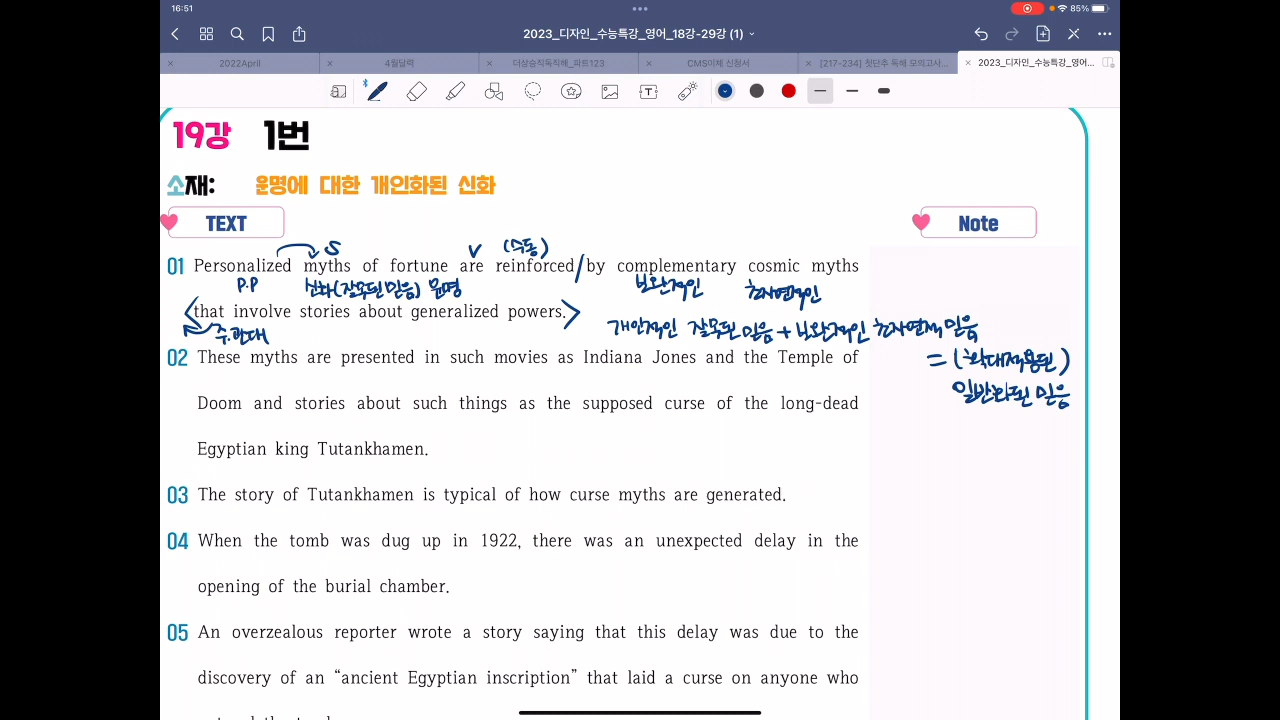 16:51
85%
2023_디자인_수능특강_영어_18강-29강 (1)
2022April
4월달력
더상승직독직해_파트123
CMS이체 신청서
[217-234] 첫단추 독해 모의고사...
2023_디자인_수능특강_영어...
19강 1번
소재: 운명에 대한 개인화된 신화
TEXT
Note
S V (수동)
01 Personalized myths of fortune are reinforced by complementary cosmic myths
P.P 신화(잘못된 믿음) 운명 보완적인 초자연적인
that involve stories about generalized powers.
주.관대 개인적인 잘못된 믿음 + 보완적인 초자연적 믿음
02 These myths are presented in such movies as Indiana Jones and the Temple of
= (확대적용된)
일반화된 믿음
Doom and stories about such things as the supposed curse of the long-dead
Egyptian king Tutankhamen.
03 The story of Tutankhamen is typical of how curse myths are generated.
04 When the tomb was dug up in 1922, there was an unexpected delay in the
opening of the burial chamber.
05 An overzealous reporter wrote a story saying that this delay was due to the
discovery of an “ancient Egyptian inscription” that laid a curse on anyone who